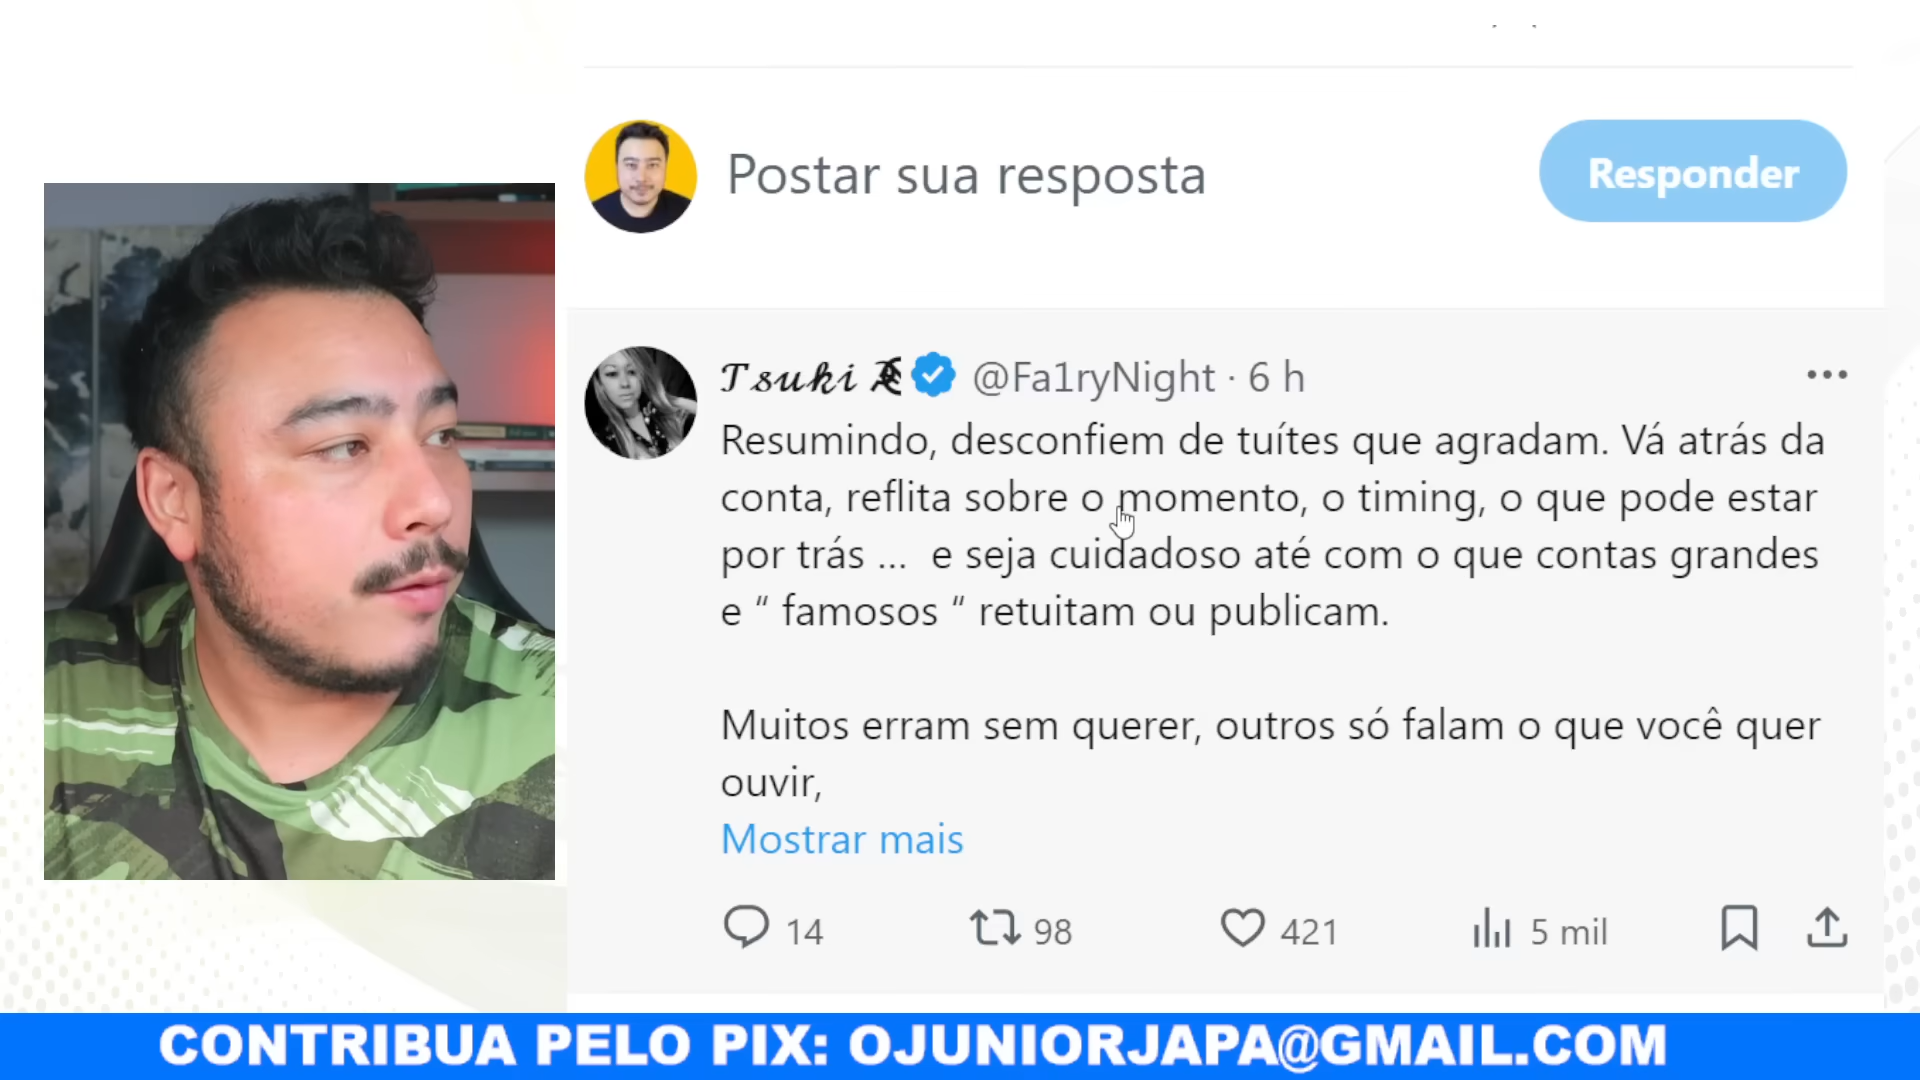 Postar sua resposta
Responder
Tsuki @Fa1ryNight · 6 h
Resumindo, desconfiem de tuítes que agradam. Vá atrás da
conta, reflita sobre o momento, o timing, o que pode estar
por trás ... e seja cuidadoso até com o que contas grandes
e “ famosos “ retuitam ou publicam.
Muitos erram sem querer, outros só falam o que você quer
ouvir,
Mostrar mais
14 98 421 5 mil
CONTRIBUA PELO PIX: OJUNIORJAPA@GMAIL.COM